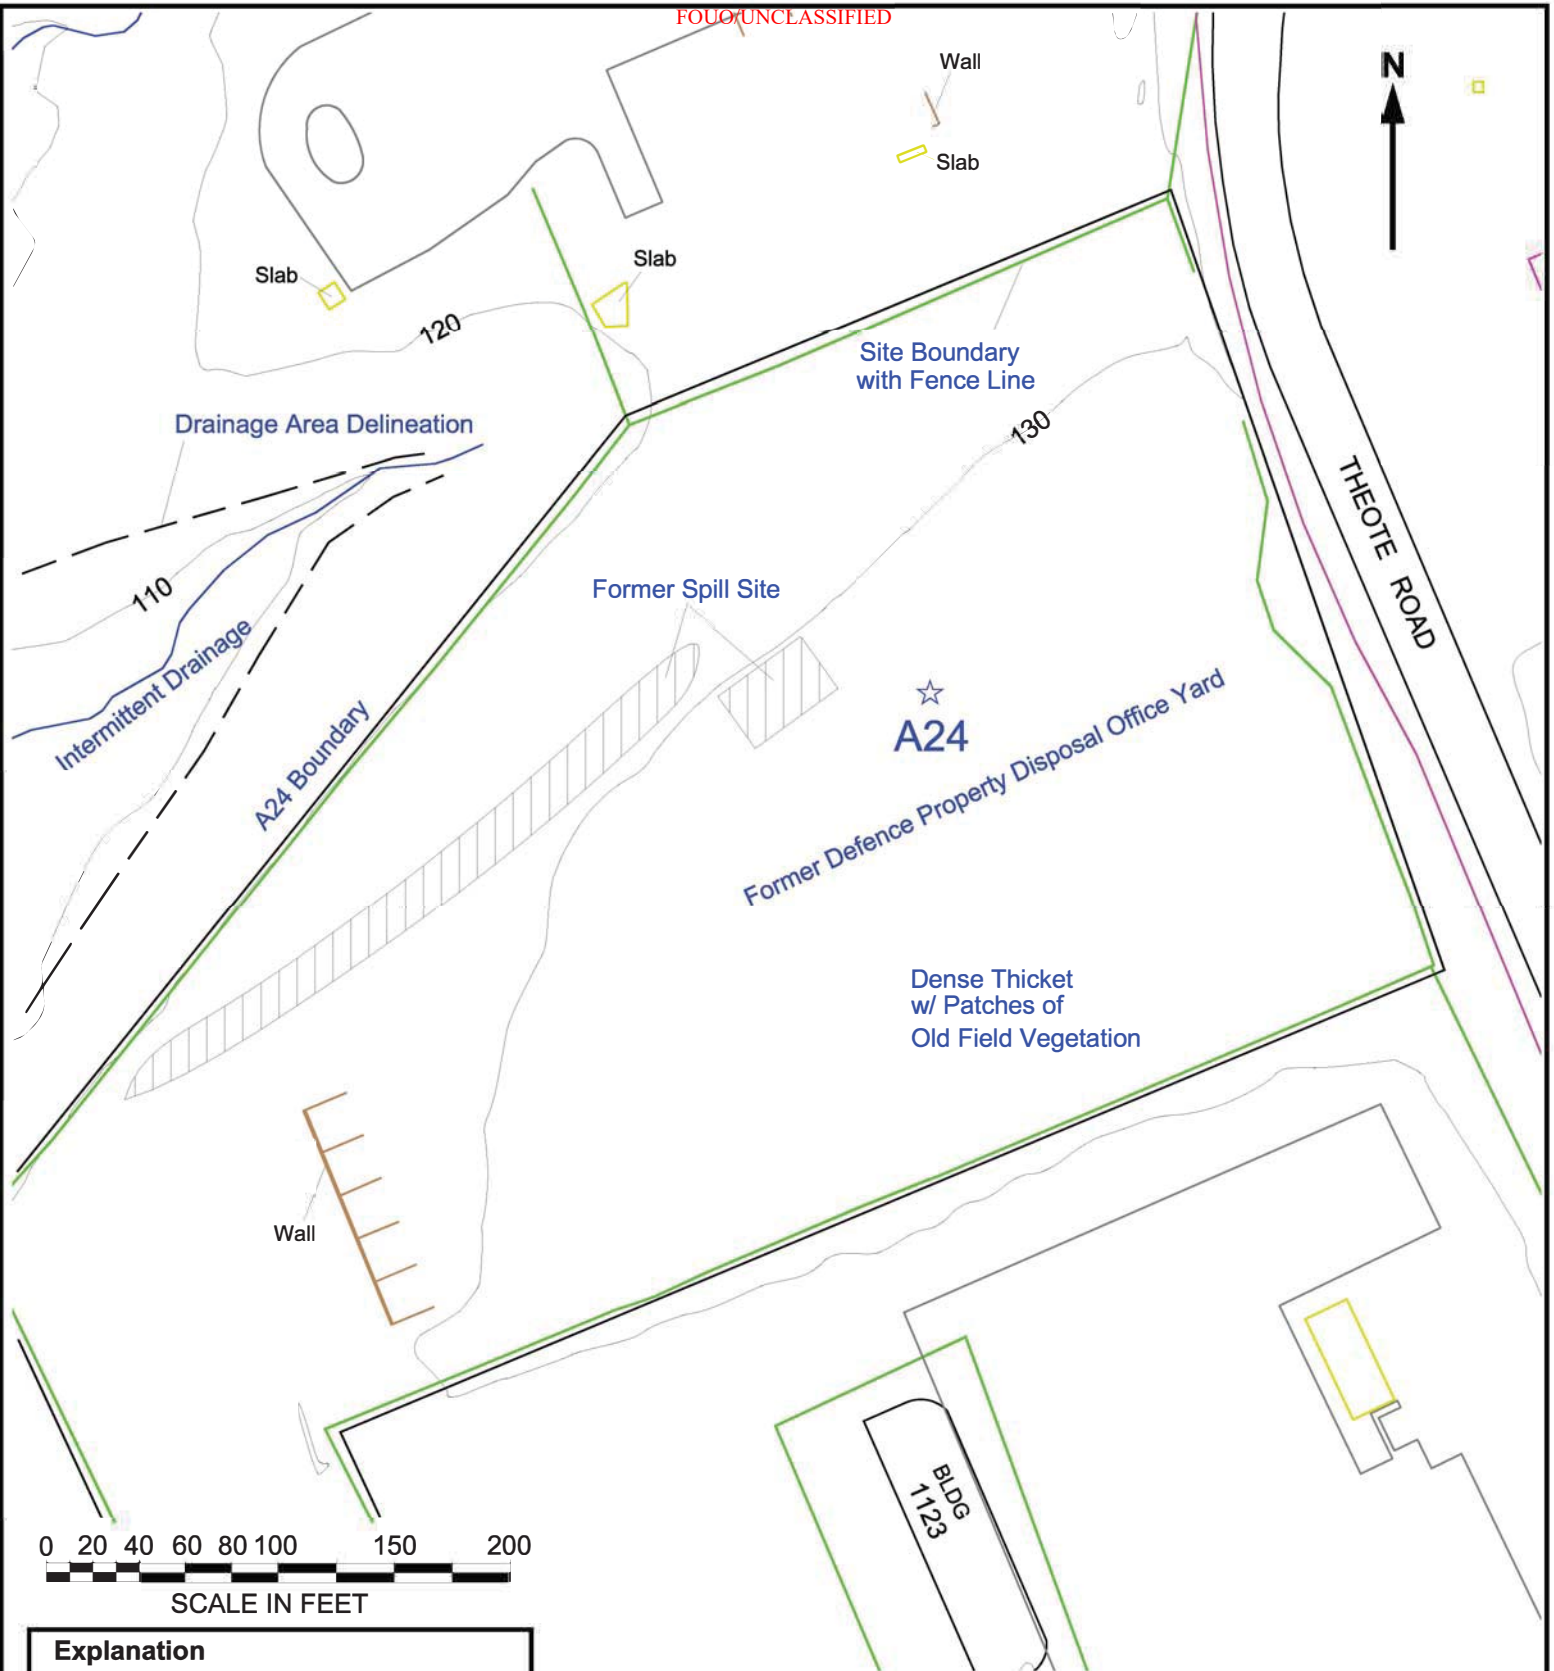 FOUO/UNCLASSIFIED
Wall
N
Slab
Slab
Slab
120
Site Boundary
with Fence Line
Drainage Area Delineation
130
THEOTE ROAD
110
Former Spill Site
Intermittent Drainage
A24 Boundary
A24
Former Defence Property Disposal Office Yard
Dense Thicket
w/ Patches of
Old Field Vegetation
Wall
BLDG
1123
0 20 40 60 80 100 150 200
SCALE IN FEET
Explanation